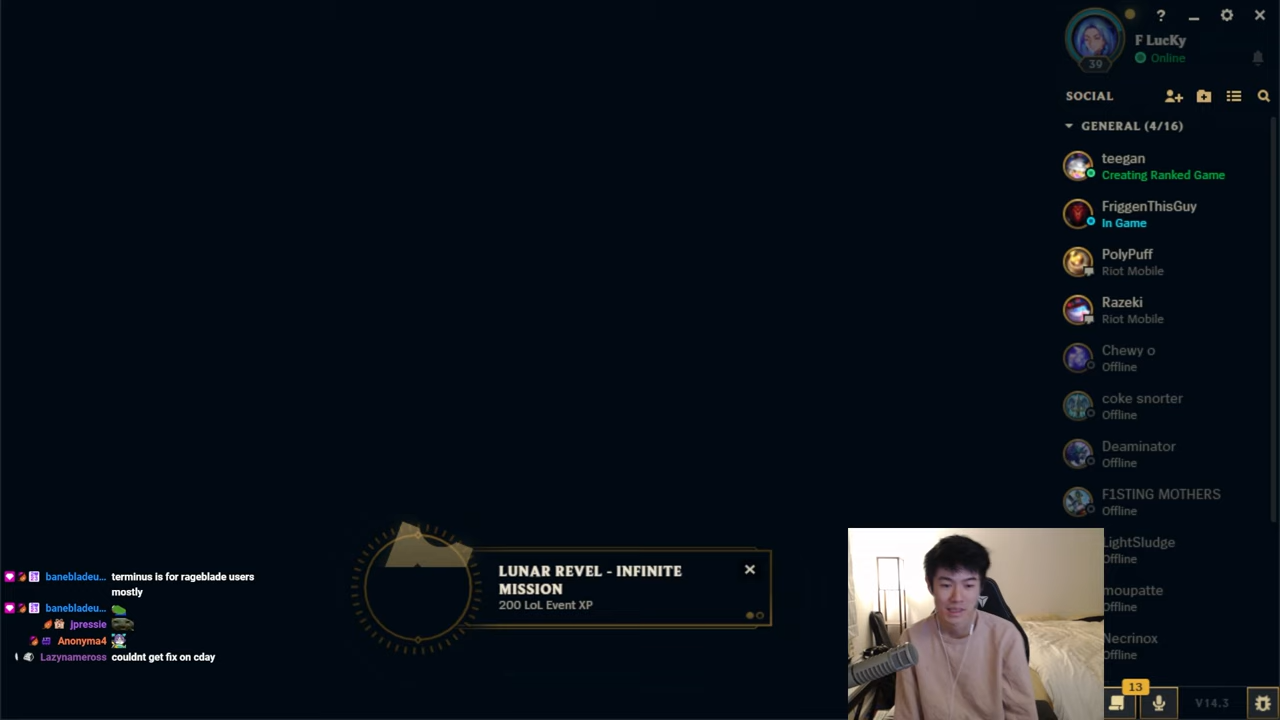 ?
F LucKy
39
Online
SOCIAL
GENERAL (4/16)
teegan
Creating Ranked Game
FriggenThisGuy
In Game
PolyPuff
Riot Mobile
Razeki
Riot Mobile
Chewy o
Offline
coke snorter
Offline
Deaminator
Offline
F1STING MOTHERS
Offline
LightSludge
Offline
moupatte
Offline
Necrinox
Offline
13
V14.3
LUNAR REVEL - INFINITE
MISSION
200 LoL Event XP
banebladeu... terminus is for rageblade users
mostly
banebladeu...
jpressie
Anonyma4
Lazynameross couldnt get fix on cday